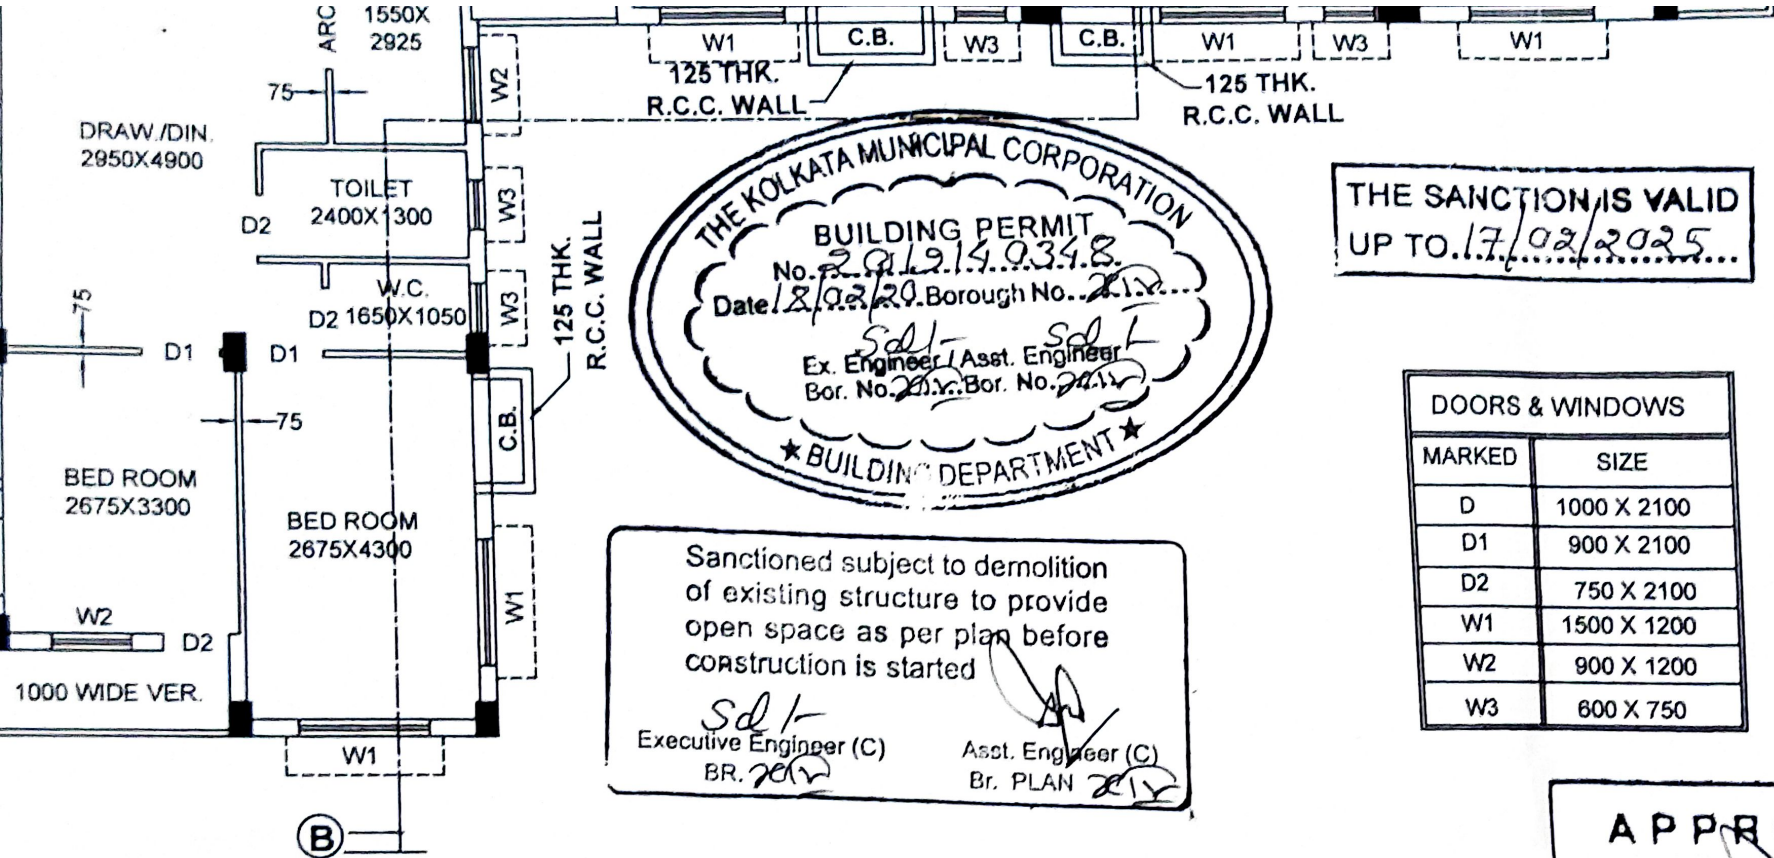 ARC
1550X
2925
W2
W1
C.B.
W3
C.B.
W1
W3
W1
125 THK.
R.C.C. WALL
125 THK.
R.C.C. WALL
75
DRAW./DIN.
2950X4900
TOILET
2400X1300
D2
W3
W.C.
D2 1650X1050
W3
125 THK.
R.C.C. WALL
75
D1
D1
75
C.B.
BED ROOM
2675X3300
BED ROOM
2675X4300
W1
W2
D2
1000 WIDE VER.
W1
B
THE KOLKATA MUNICIPAL CORPORATION
BUILDING PERMIT
No. 2019140348
Date 18/02/20. Borough No.
Sd/- Sd/-
Ex. Engineer / Asst. Engineer
Bor. No. Bor. No.
★ BUILDING DEPARTMENT ★
THE SANCTION IS VALID
UP TO. 17/02/2025
Sanctioned subject to demolition
of existing structure to provide
open space as per plan before
construction is started
Sd/-
Executive Engineer (C)
BR.
Asst. Engineer (C)
Br. PLAN
DOORS & WINDOWS
MARKED SIZE
D 1000 X 2100
D1 900 X 2100
D2 750 X 2100
W1 1500 X 1200
W2 900 X 1200
W3 600 X 750
APPR